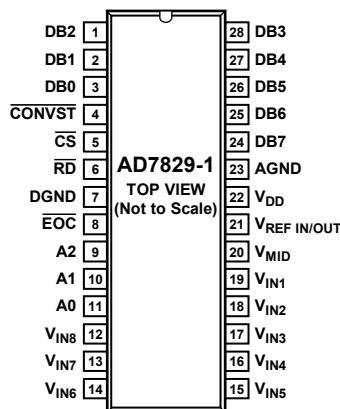 DB2 1 28 DB3
DB1 2 27 DB4
DB0 3 26 DB5
CONVST 4 25 DB6
CS 5 24 DB7
RD 6 AD7829-1 23 AGND
DGND 7 TOP VIEW 22 VDD
EOC 8 (Not to Scale) 21 VREF IN/OUT
A2 9 20 VMID
A1 10 19 VIN1
A0 11 18 VIN2
VIN8 12 17 VIN3
VIN7 13 16 VIN4
VIN6 14 15 VIN5